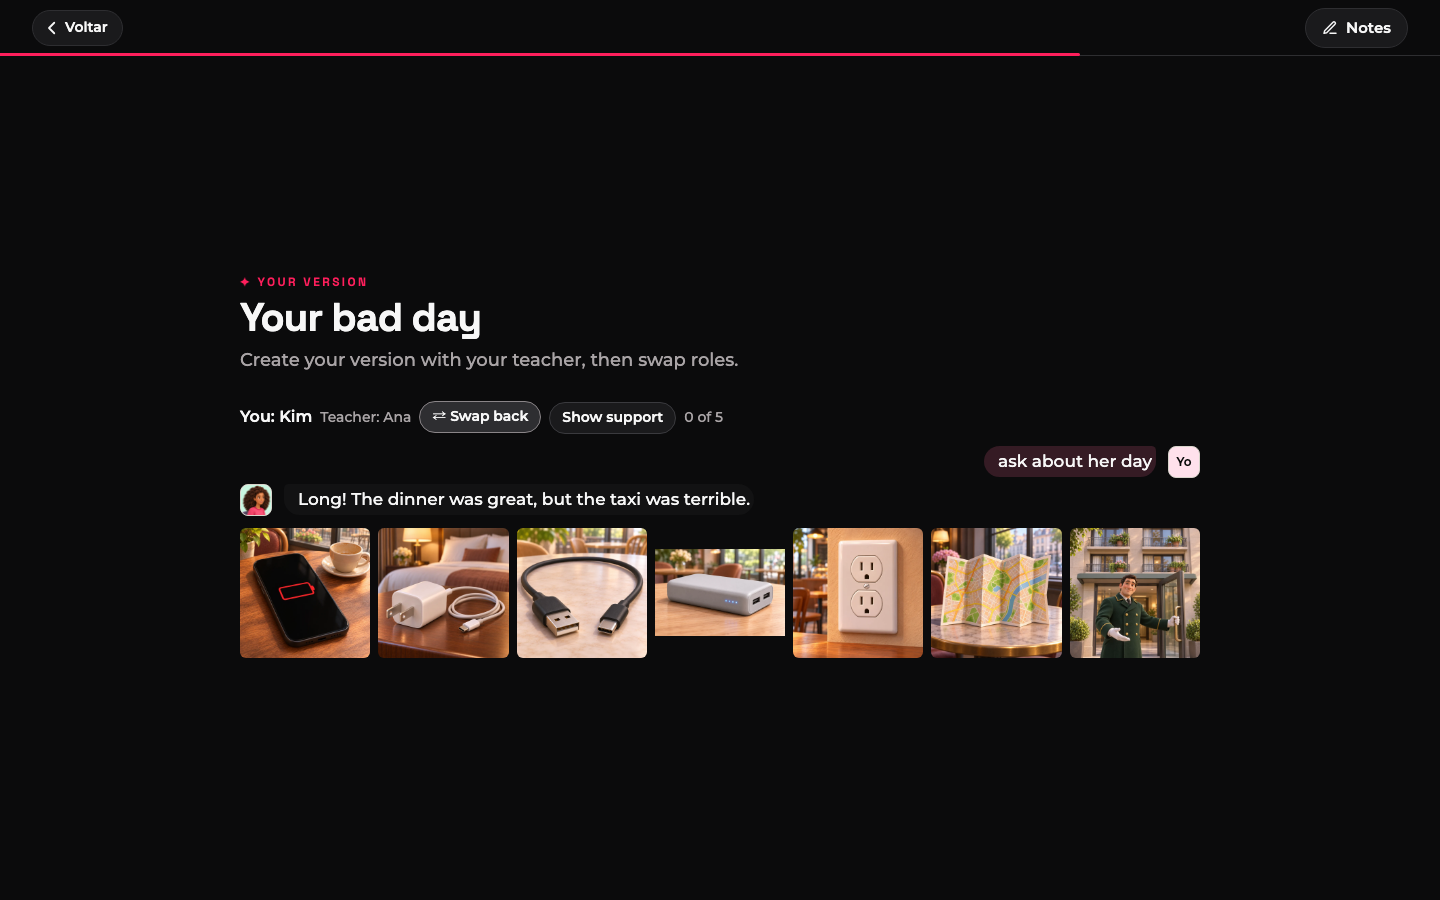 Voltar
Notes
YOUR VERSION
Your bad day
Create your version with your teacher, then swap roles.
You: Kim Teacher: Ana Swap back Show support 0 of 5
ask about her day Yo
Long! The dinner was great, but the taxi was terrible.